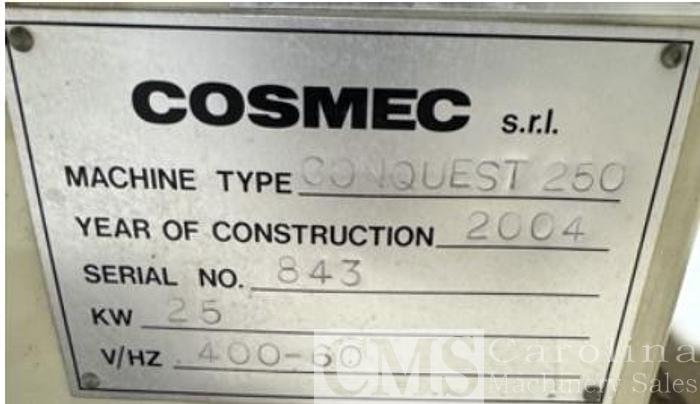 COSMEC s.r.l.
MACHINE TYPE CONQUEST 250
YEAR OF CONSTRUCTION 2004
SERIAL NO. 843
KW 25
V/HZ 400-60
CMS Carolina
Machinery Sales